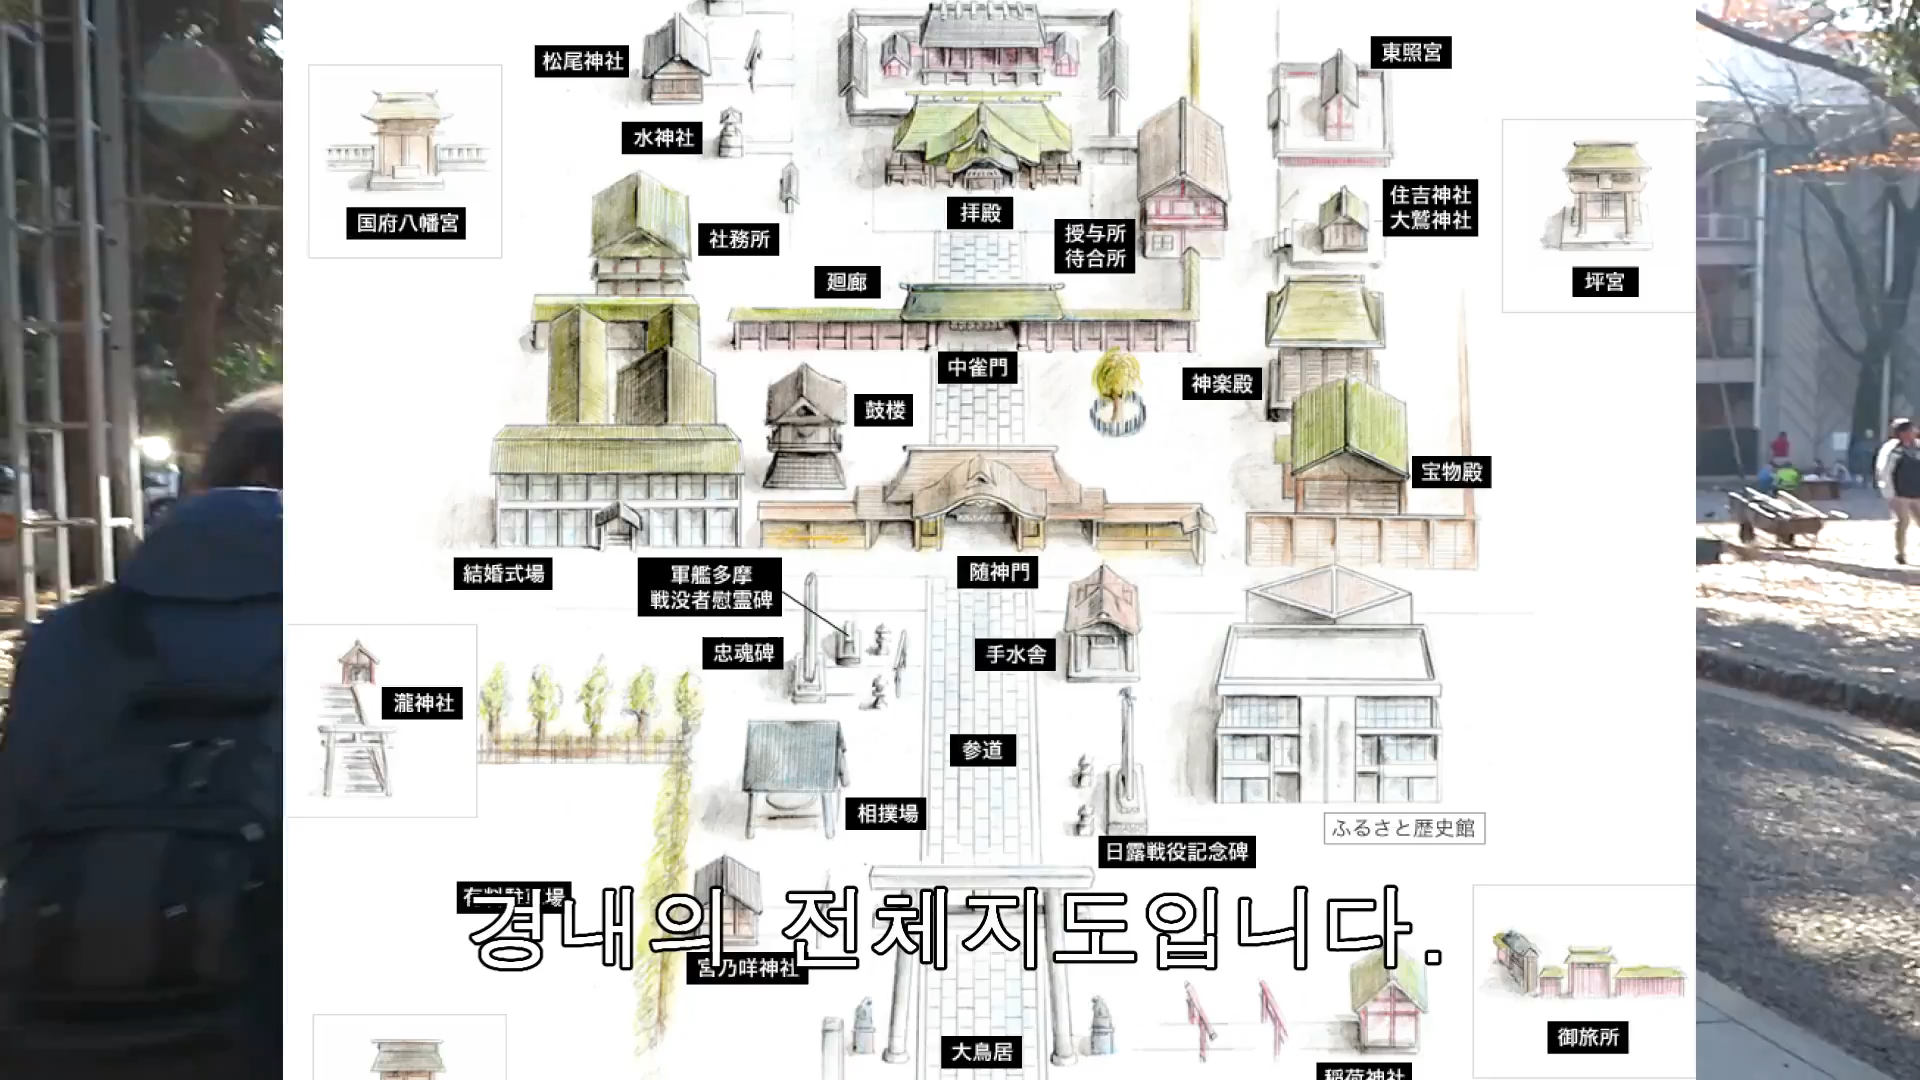 松尾神社
東照宮
水神社
国府八幡宮
拝殿
住吉神社
大鷲神社
社務所
授与所
待合所
廻廊
坪宮
中雀門
神楽殿
鼓楼
宝物殿
結婚式場
軍艦多摩
戦没者慰霊碑
随神門
忠魂碑
手水舎
瀧神社
参道
相撲場
ふるさと歴史館
日露戦役記念碑
경내의 전체지도입니다.
宮乃咩神社
御旅所
大鳥居
稲荷神社